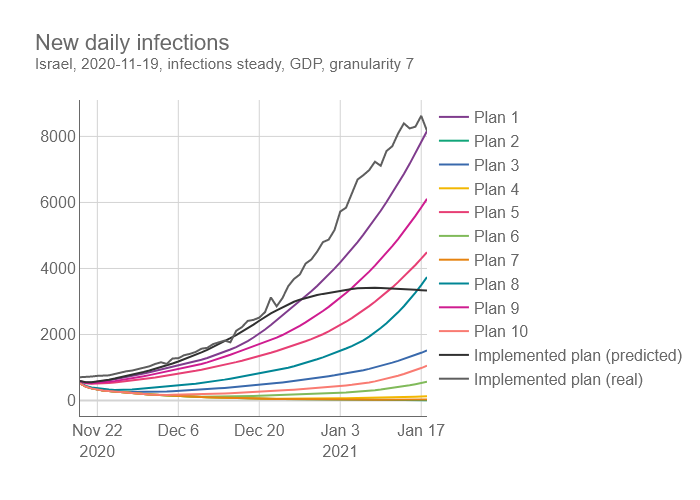 New daily infections
Israel, 2020-11-19, infections steady, GDP, granularity 7
8000
6000
4000
2000
0
Nov 22
2020
Dec 6
Dec 20
Jan 3
2021
Jan 17
Plan 1
Plan 2
Plan 3
Plan 4
Plan 5
Plan 6
Plan 7
Plan 8
Plan 9
Plan 10
Implemented plan (predicted)
Implemented plan (real)